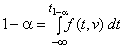 1−α = ∫_{−∞}^{t_{1−α}} f(t, v) dt